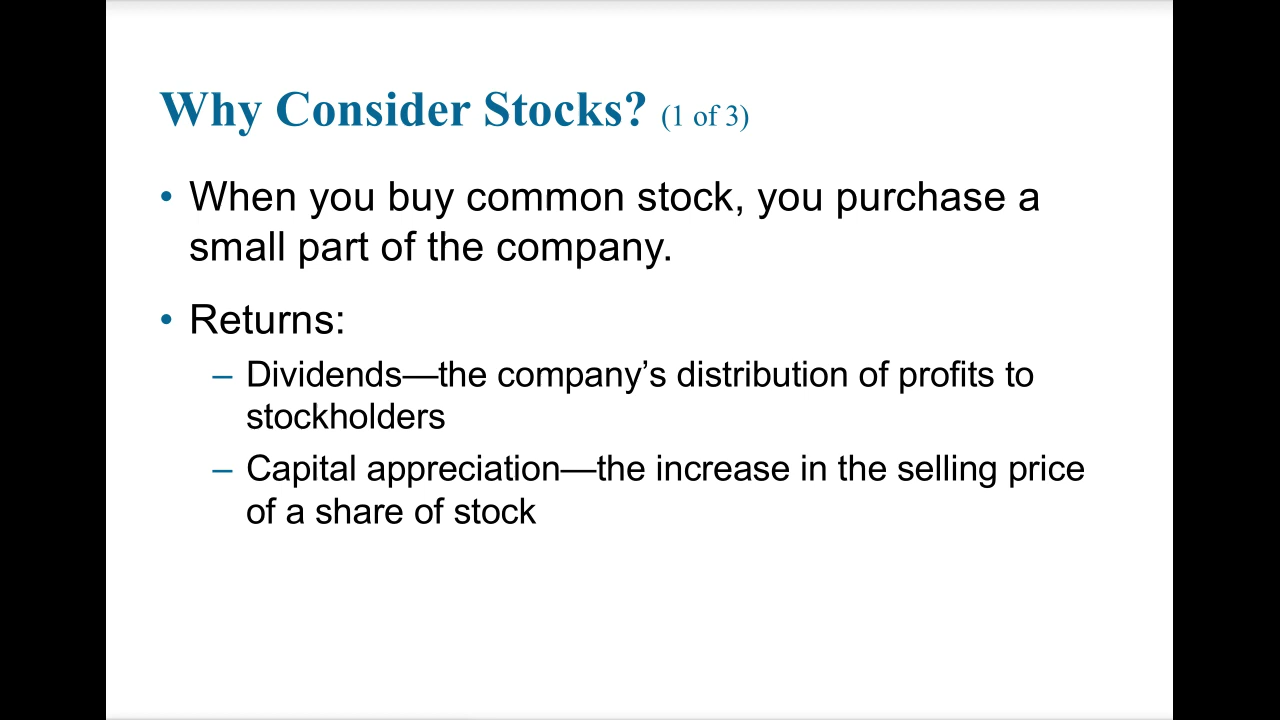 Why Consider Stocks? (1 of 3)
• When you buy common stock, you purchase a
small part of the company.
• Returns:
– Dividends—the company’s distribution of profits to
stockholders
– Capital appreciation—the increase in the selling price
of a share of stock